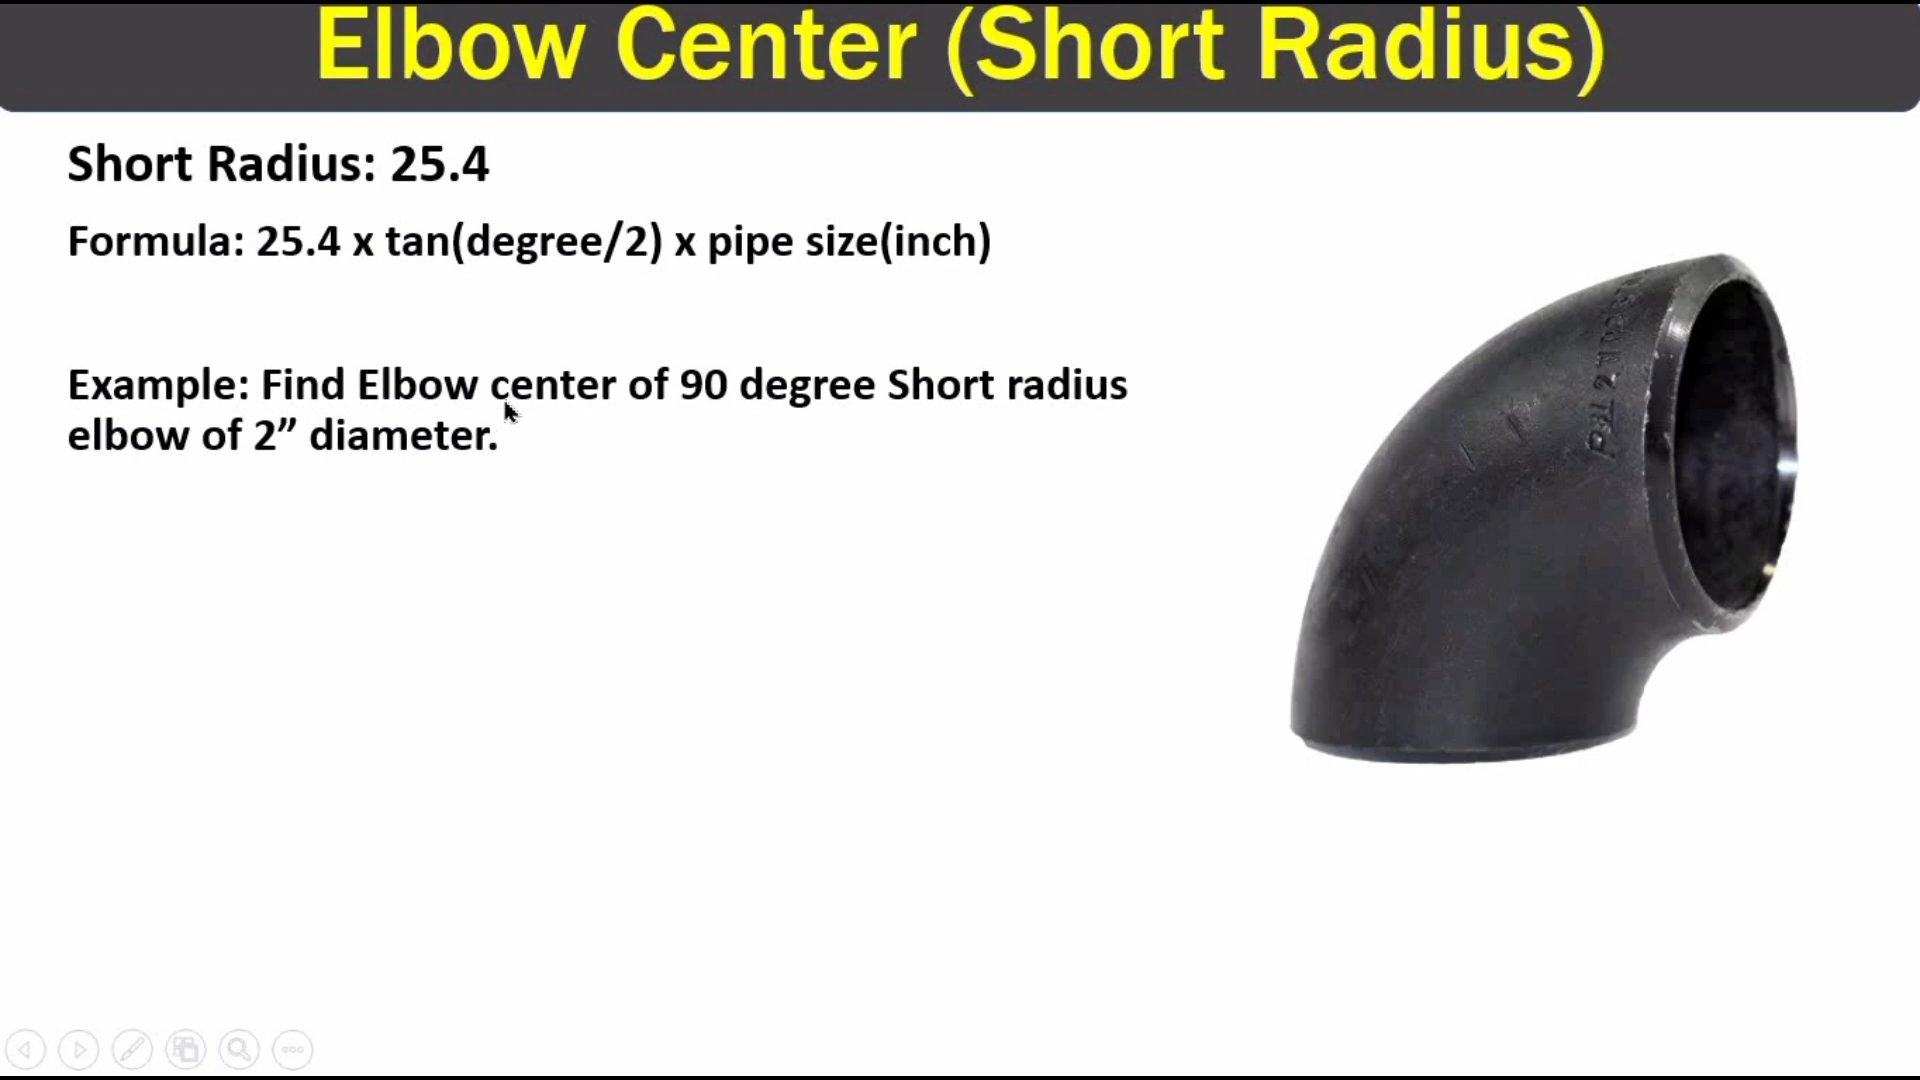 Elbow Center (Short Radius)
Short Radius: 25.4
Formula: 25.4 x tan(degree/2) x pipe size(inch)
Example: Find Elbow center of 90 degree Short radius
elbow of 2” diameter.